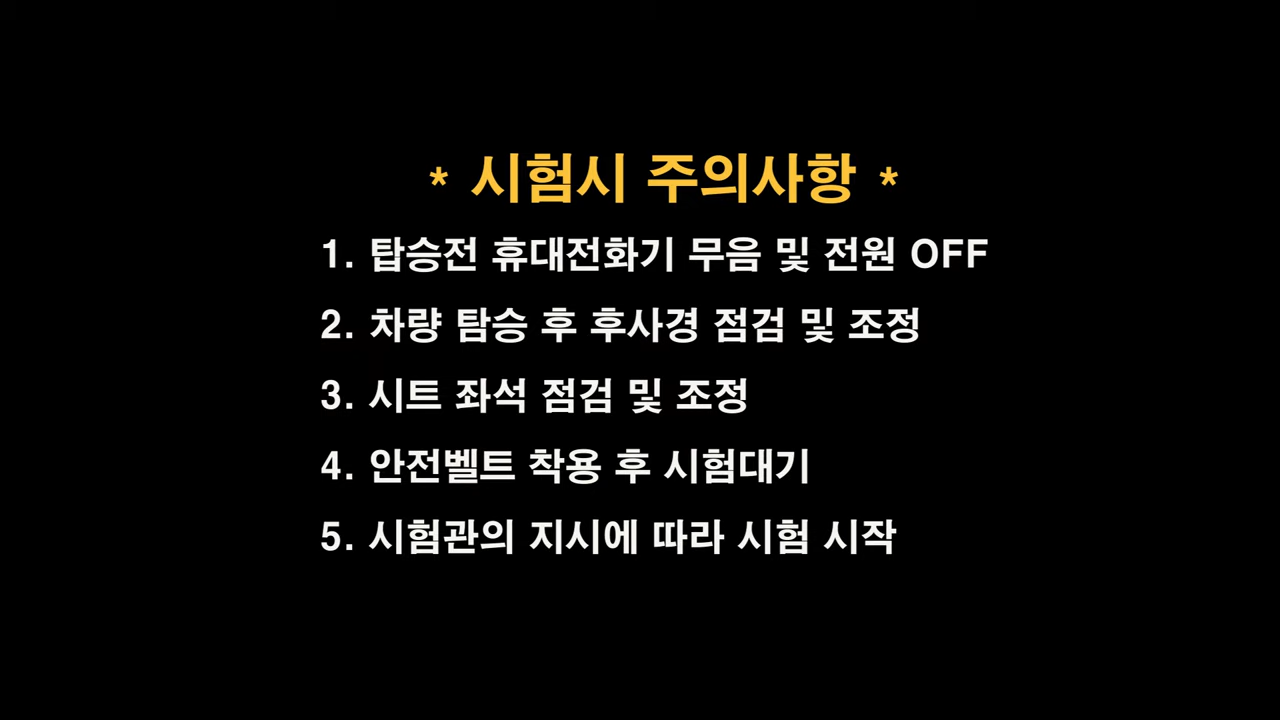 * 시험시 주의사항 *
1. 탑승전 휴대전화기 무음 및 전원 OFF
2. 차량 탐승 후 후사경 점검 및 조정
3. 시트 좌석 점검 및 조정
4. 안전벨트 착용 후 시험대기
5. 시험관의 지시에 따라 시험 시작